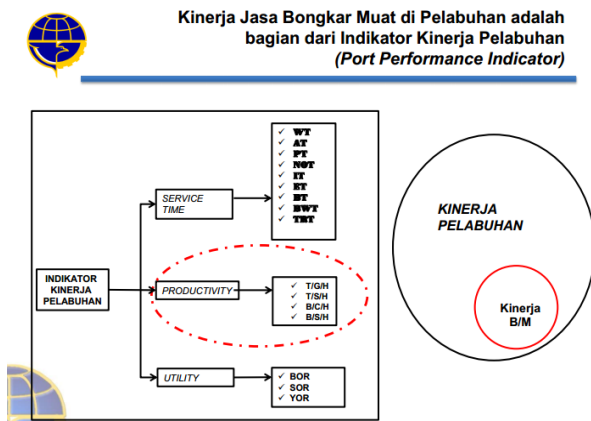 Kinerja Jasa Bongkar Muat di Pelabuhan adalah
bagian dari Indikator Kinerja Pelabuhan
(Port Performance Indicator)
INDIKATOR
KINERJA
PELABUHAN
SERVICE
TIME
✓ WT
✓ AT
✓ PT
✓ NOT
✓ IT
✓ ET
✓ BT
✓ BWT
✓ TRT
PRODUCTIVITY
✓ T/G/H
✓ T/S/H
✓ B/C/H
✓ B/S/H
UTILITY
✓ BOR
✓ SOR
✓ YOR
KINERJA
PELABUHAN
Kinerja
B/M